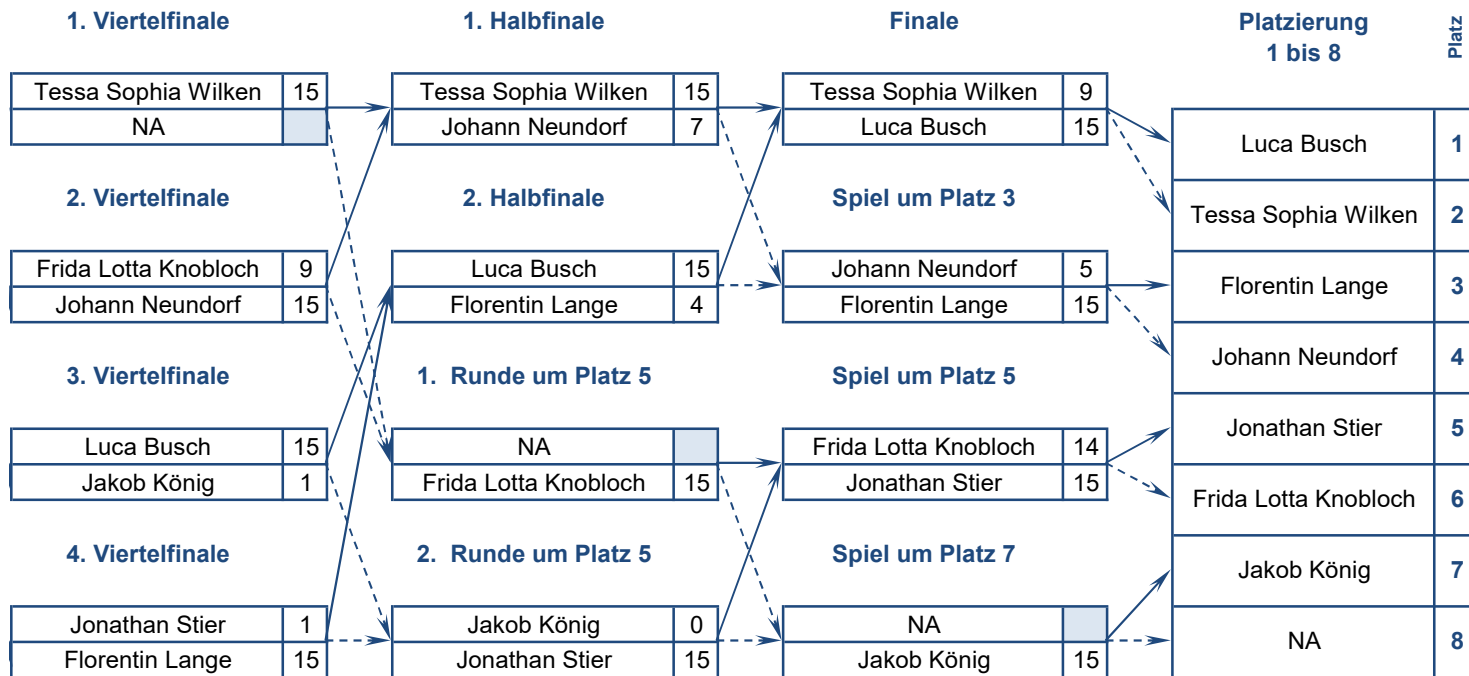 1. Viertelfinale
Tessa Sophia Wilken 15
NA
2. Viertelfinale
Frida Lotta Knobloch 9
Johann Neundorf 15
3. Viertelfinale
Luca Busch 15
Jakob König 1
4. Viertelfinale
Jonathan Stier 1
Florentin Lange 15
1. Halbfinale
Tessa Sophia Wilken 15
Johann Neundorf 7
2. Halbfinale
Luca Busch 15
Florentin Lange 4
1. Runde um Platz 5
NA
Frida Lotta Knobloch 15
2. Runde um Platz 5
Jakob König 0
Jonathan Stier 15
Finale
Tessa Sophia Wilken 9
Luca Busch 15
Spiel um Platz 3
Johann Neundorf 5
Florentin Lange 15
Spiel um Platz 5
Frida Lotta Knobloch 14
Jonathan Stier 15
Spiel um Platz 7
NA
Jakob König 15
Platzierung
1 bis 8
Platz
Luca Busch 1
Tessa Sophia Wilken 2
Florentin Lange 3
Johann Neundorf 4
Jonathan Stier 5
Frida Lotta Knobloch 6
Jakob König 7
NA 8